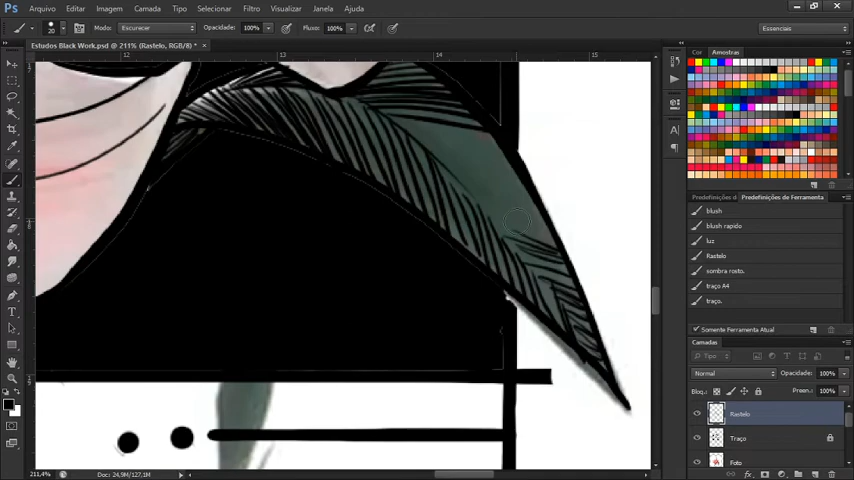 Ps Arquivo Editar Imagem Camada Tipo Selecionar Filtro 3D Visualizar Janela Ajuda
20 Modo: Escurecer Opacidade: 100% Fluxo: 100% Essenciais
Estudos Black Work.psd @ 211% (Rastelo, RGB/8) * ×
12 13 14 15
Cor Amostras
Predefinições d Predefinições de Ferramenta
blush
blush rapido
luz
Rastelo
sombra rosto.
traço A4
traço.
Somente Ferramenta Atual
Camadas
Tipo
Normal Opacidade: 100%
Bloq.: Preen.: 100%
Rastelo
Traço
Foto
211,4% Doc: 24,9M/127,1M